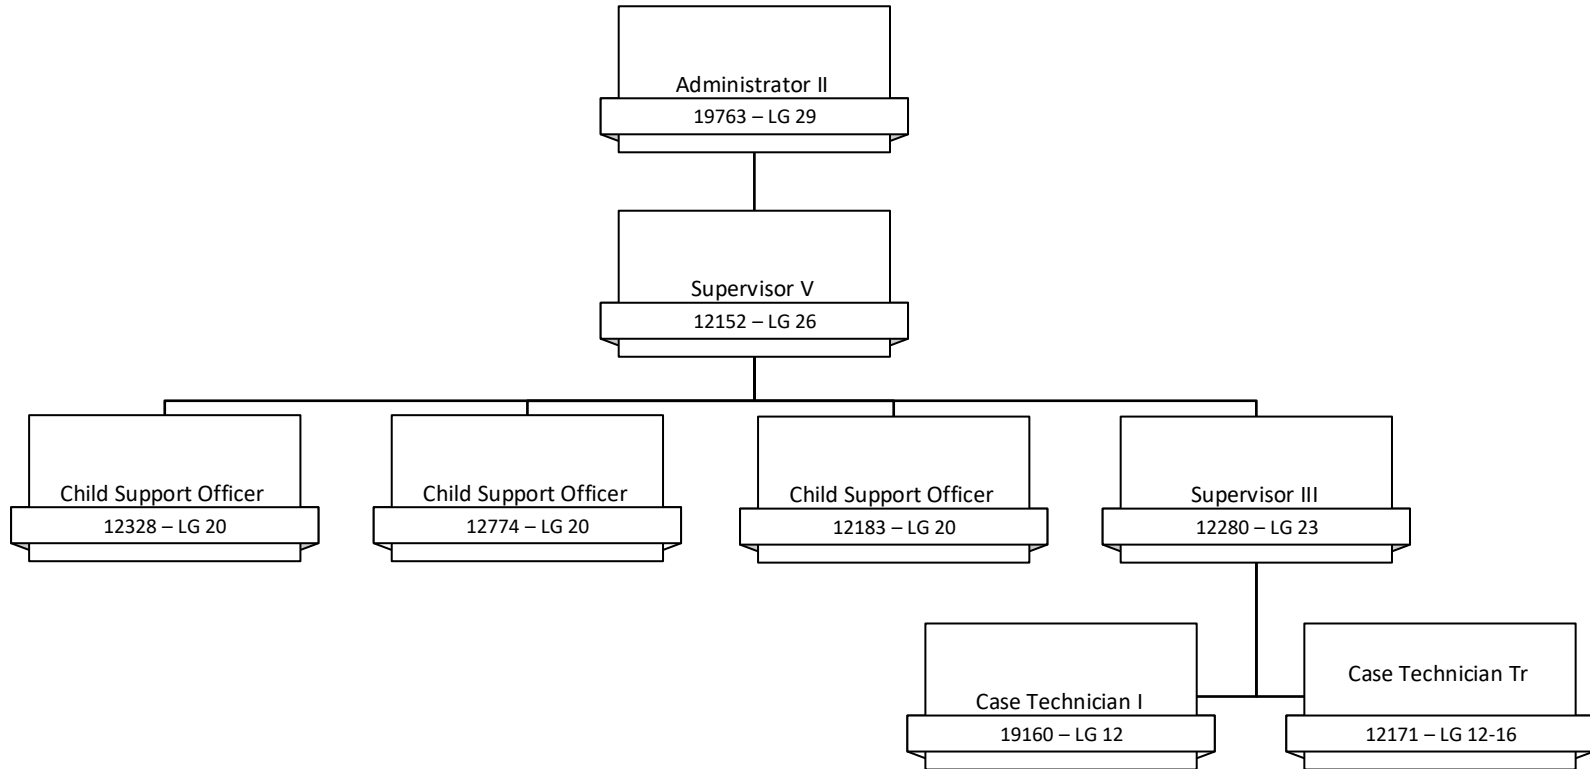 Administrator II
19763 – LG 29
Supervisor V
12152 – LG 26
Child Support Officer
12328 – LG 20
Child Support Officer
12774 – LG 20
Child Support Officer
12183 – LG 20
Supervisor III
12280 – LG 23
Case Technician I
19160 – LG 12
Case Technician Tr
12171 – LG 12-16